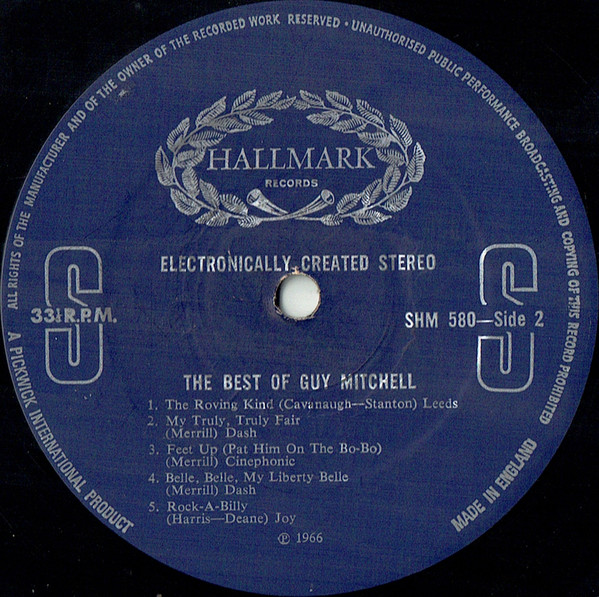 ALL RIGHTS OF THE MANUFACTURER AND OF THE OWNER OF THE RECORDED WORK RESERVED · UNAUTHORISED PUBLIC PERFORMANCE BROADCASTING AND COPYING OF THIS RECORD PROHIBITED
HALLMARK
RECORDS
ELECTRONICALLY CREATED STEREO
S
S
33⅓ R.P.M.
SHM 580—Side 2
THE BEST OF GUY MITCHELL
1. The Roving Kind (Cavanaugh—Stanton) Leeds
2. My Truly, Truly Fair
(Merrill) Dash
3. Feet Up (Pat Him On The Bo-Bo)
(Merrill) Cinephonic
4. Belle, Belle, My Liberty Belle
(Merrill) Dash
5. Rock-A-Billy
(Harris—Deane) Joy
℗ 1966
A PICKWICK INTERNATIONAL PRODUCT
MADE IN ENGLAND